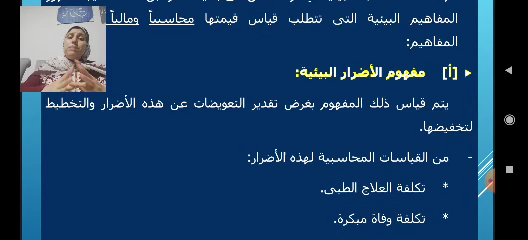 المفاهيم البيئية التى تتطلب قياس قيمتها محاسبياً ومالياً
المفاهيم:
[أ] مفهوم الأضرار البيئية:
يتم قياس ذلك المفهوم بغرض تقدير التعويضات عن هذه الأضرار والتخطيط
لتخفيضها.
- من القياسات المحاسبية لهذه الأضرار:
* تكلفة العلاج الطبى.
* تكلفة وفاة مبكرة.